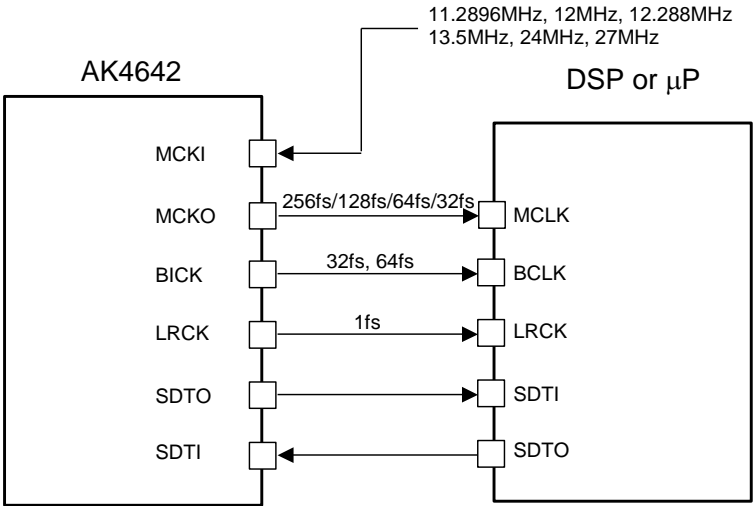 11.2896MHz, 12MHz, 12.288MHz
13.5MHz, 24MHz, 27MHz
AK4642
DSP or μP
MCKI
MCKO
256fs/128fs/64fs/32fs
MCLK
BICK
32fs, 64fs
BCLK
LRCK
1fs
LRCK
SDTO
SDTI
SDTI
SDTO